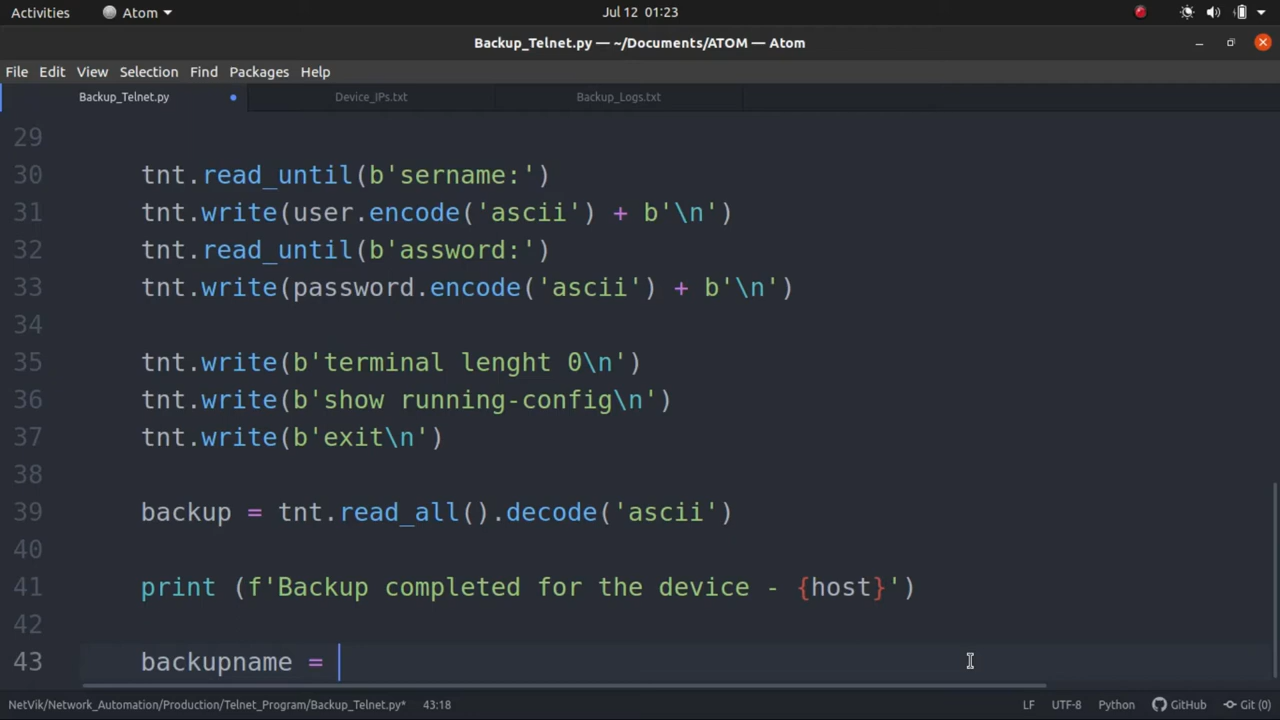 Activities Atom Jul 12 01:23
Backup_Telnet.py — ~/Documents/ATOM — Atom
File Edit View Selection Find Packages Help
Backup_Telnet.py Device_IPs.txt Backup_Logs.txt
29
30 tnt.read_until(b'sername:')
31 tnt.write(user.encode('ascii') + b'\n')
32 tnt.read_until(b'assword:')
33 tnt.write(password.encode('ascii') + b'\n')
34
35 tnt.write(b'terminal lenght 0\n')
36 tnt.write(b'show running-config\n')
37 tnt.write(b'exit\n')
38
39 backup = tnt.read_all().decode('ascii')
40
41 print (f'Backup completed for the device - {host}')
42
43 backupname =
NetVik/Network_Automation/Production/Telnet_Program/Backup_Telnet.py* 43:18 LF UTF-8 Python GitHub Git (0)